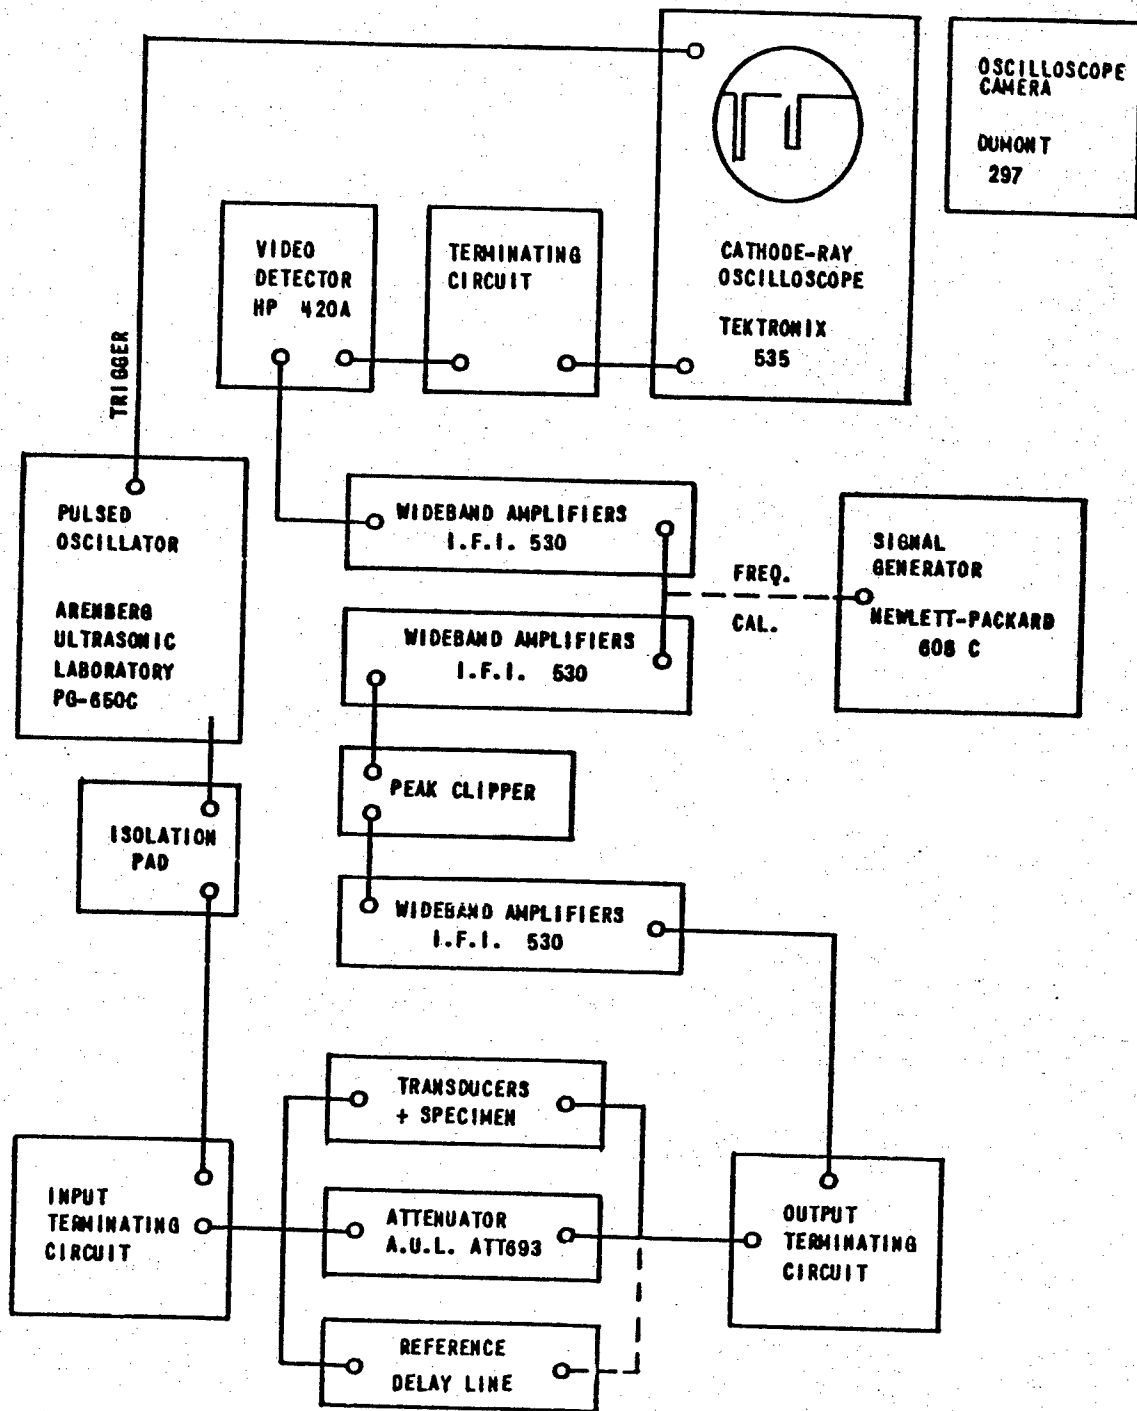 OSCILLOSCOPE
CAMERA
DUMONT
297
VIDEO
DETECTOR
HP 420A
TERMINATING
CIRCUIT
CATHODE-RAY
OSCILLOSCOPE
TEKTRONIX
535
TRIGGER
PULSED
OSCILLATOR
ARENBERG
ULTRASONIC
LABORATORY
PG-650C
WIDEBAND AMPLIFIERS
I.F.I. 530
FREQ.
CAL.
SIGNAL
GENERATOR
HEWLETT-PACKARD
608 C
WIDEBAND AMPLIFIERS
I.F.I. 530
PEAK CLIPPER
ISOLATION
PAD
WIDEBAND AMPLIFIERS
I.F.I. 530
TRANSDUCERS
+ SPECIMEN
INPUT
TERMINATING
CIRCUIT
ATTENUATOR
A.U.L. ATT693
OUTPUT
TERMINATING
CIRCUIT
REFERENCE
DELAY LINE